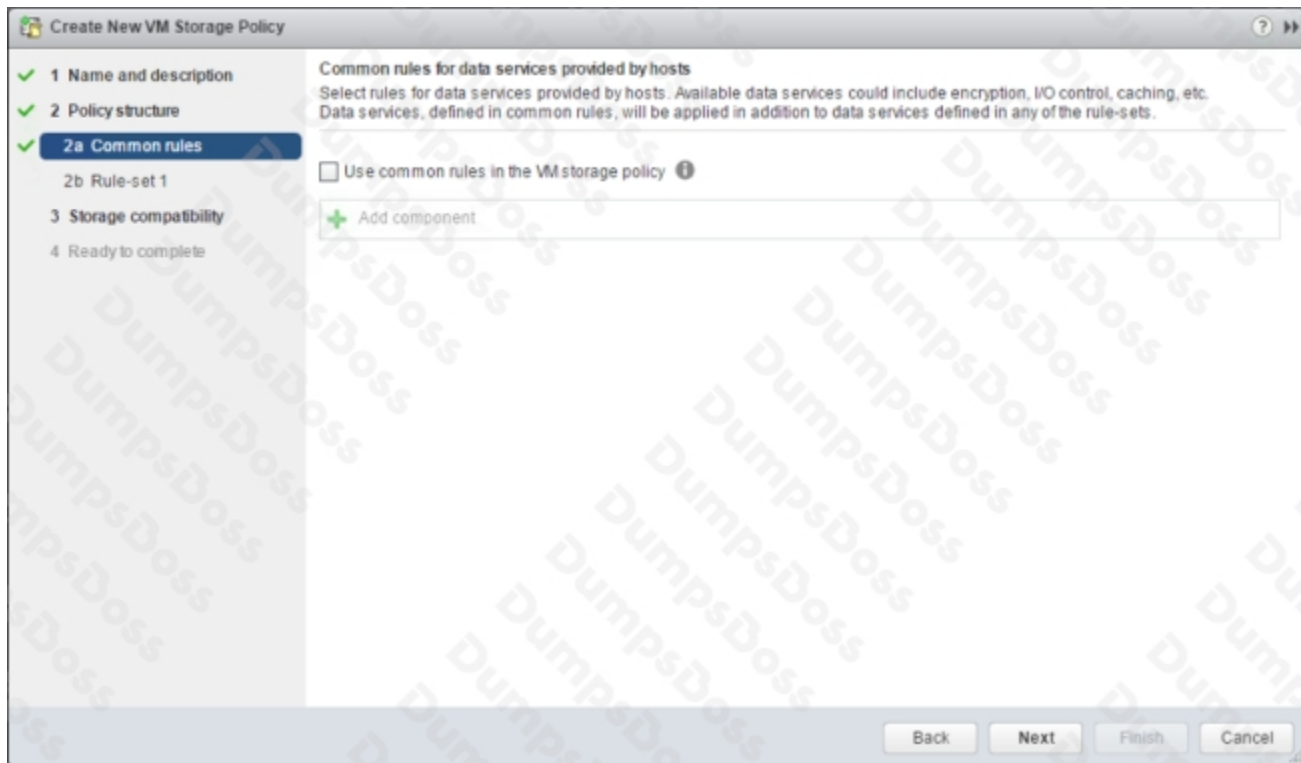 Create New VM Storage Policy
1 Name and description
2 Policy structure
2a Common rules
2b Rule-set 1
3 Storage compatibility
4 Ready to complete
Common rules for data services provided by hosts
Select rules for data services provided by hosts. Available data services could include encryption, I/O control, caching, etc.
Data services, defined in common rules, will be applied in addition to data services defined in any of the rule-sets.
Use common rules in the VM storage policy
Add component
Back
Next
Finish
Cancel
DumpsDoss